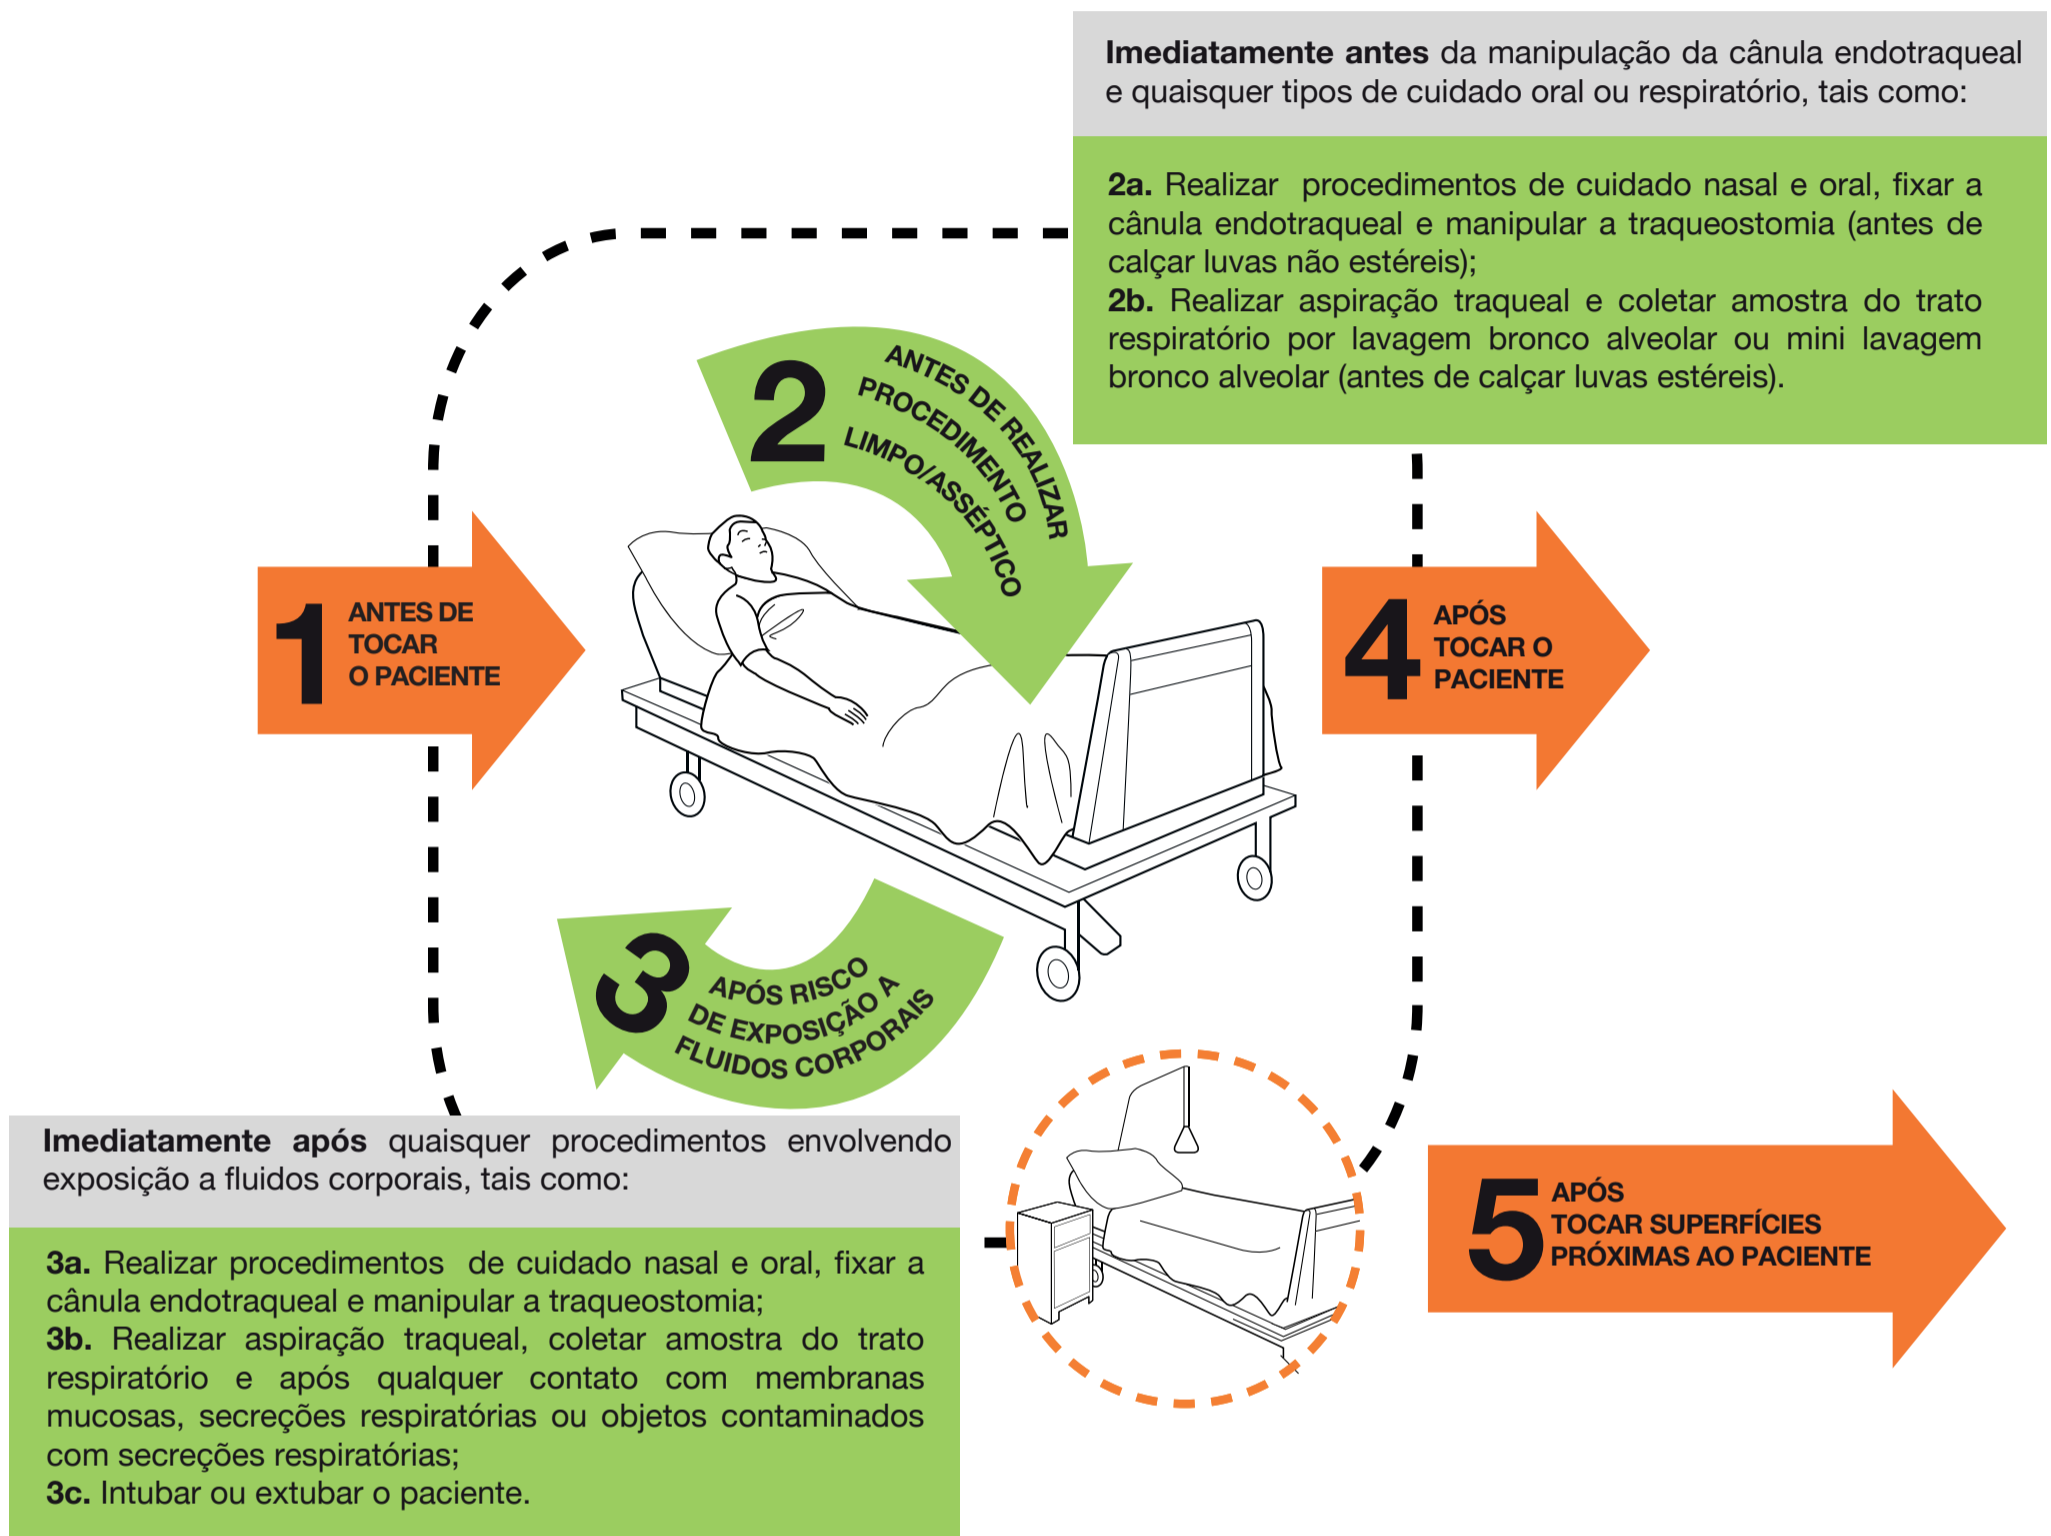 Imediatamente antes da manipulação da cânula endotraqueal
e quaisquer tipos de cuidado oral ou respiratório, tais como:
2a. Realizar procedimentos de cuidado nasal e oral, fixar a
cânula endotraqueal e manipular a traqueostomia (antes de
calçar luvas não estéreis);
2b. Realizar aspiração traqueal e coletar amostra do trato
respiratório por lavagem bronco alveolar ou mini lavagem
bronco alveolar (antes de calçar luvas estéreis).
1
ANTES DE
TOCAR
O PACIENTE
2
ANTES DE REALIZAR
PROCEDIMENTO
LIMPO/ASSÉPTICO
3
APÓS RISCO
DE EXPOSIÇÃO A
FLUIDOS CORPORAIS
4
APÓS
TOCAR O
PACIENTE
5
APÓS
TOCAR SUPERFÍCIES
PRÓXIMAS AO PACIENTE
Imediatamente após quaisquer procedimentos envolvendo
exposição a fluidos corporais, tais como:
3a. Realizar procedimentos de cuidado nasal e oral, fixar a
cânula endotraqueal e manipular a traqueostomia;
3b. Realizar aspiração traqueal, coletar amostra do trato
respiratório e após qualquer contato com membranas
mucosas, secreções respiratórias ou objetos contaminados
com secreções respiratórias;
3c. Intubar ou extubar o paciente.